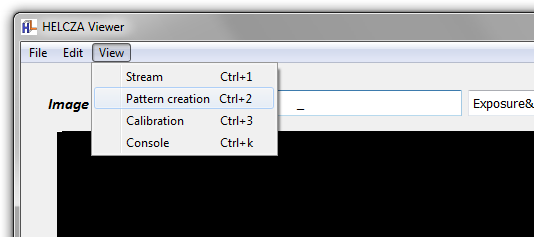 HELCZA Viewer
File Edit View
Stream Ctrl+1
Image Pattern creation Ctrl+2 _ Exposure&
Calibration Ctrl+3
Console Ctrl+k